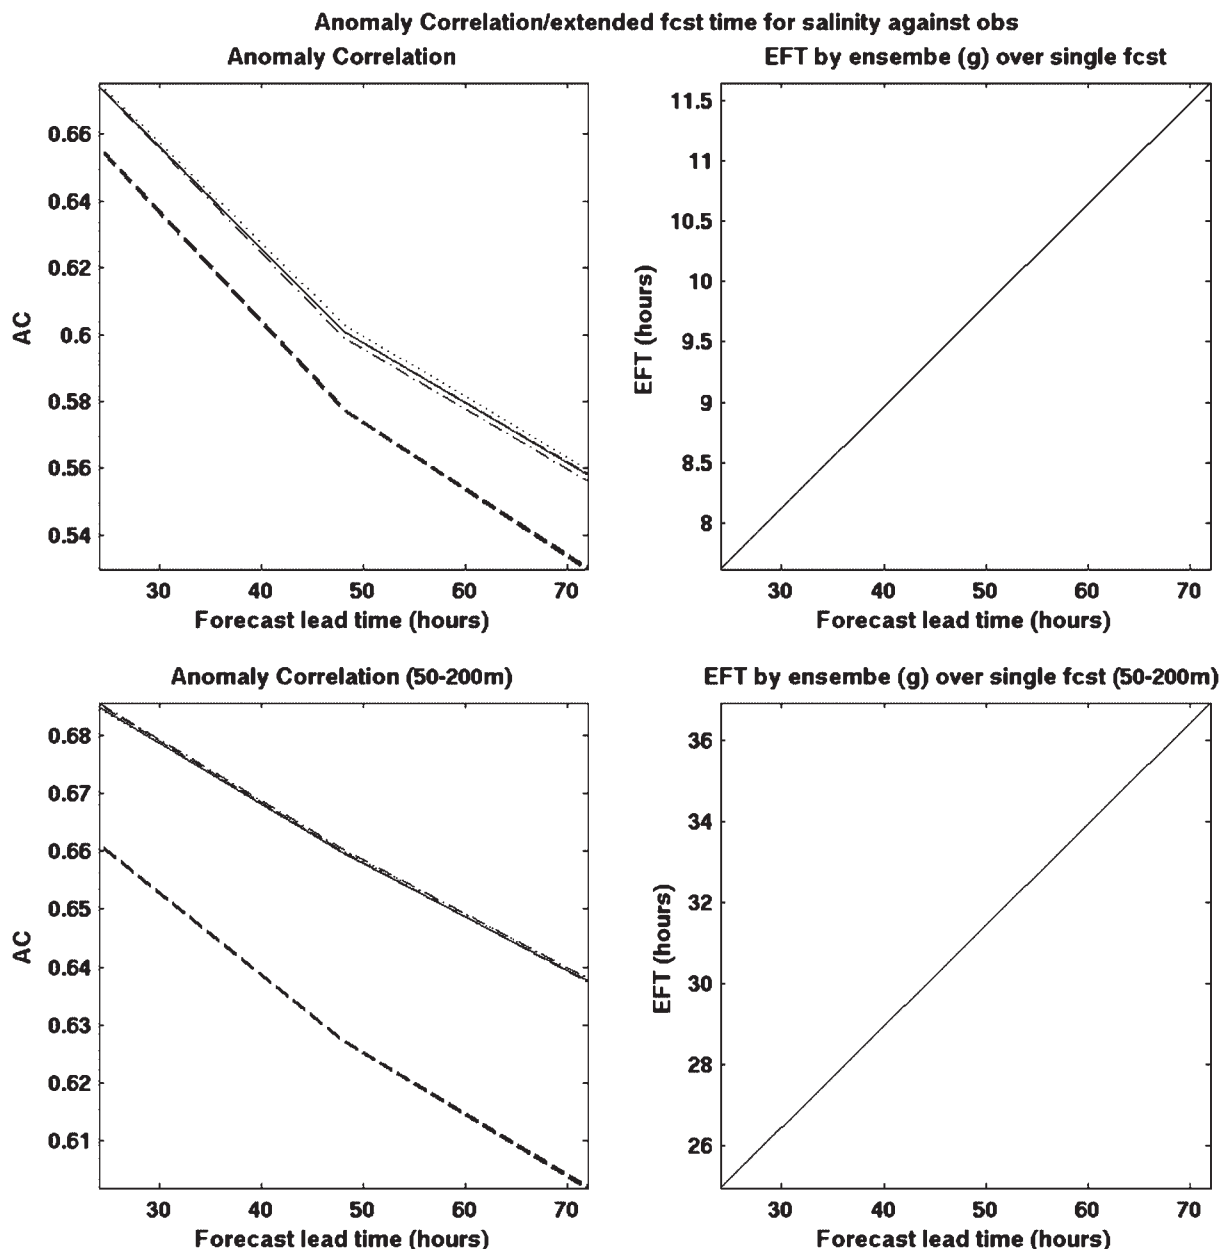 Anomaly Correlation/extended fcst time for salinity against obs
Anomaly Correlation
0.66
0.64
0.62
0.6
0.58
0.56
0.54
AC
30 40 50 60 70
Forecast lead time (hours)
EFT by ensembe (g) over single fcst
11.5
11
10.5
10
9.5
9
8.5
8
EFT (hours)
30 40 50 60 70
Forecast lead time (hours)
Anomaly Correlation (50-200m)
0.68
0.67
0.66
0.65
0.64
0.63
0.62
0.61
AC
30 40 50 60 70
Forecast lead time (hours)
EFT by ensembe (g) over single fcst (50-200m)
36
34
32
30
28
26
EFT (hours)
30 40 50 60 70
Forecast lead time (hours)